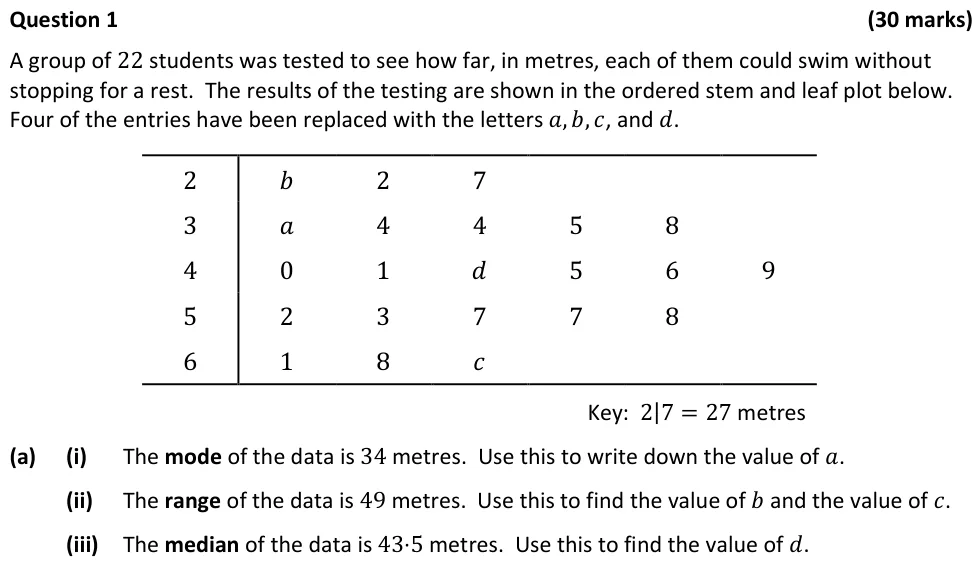 Question 1 (30 marks)
A group of 22 students was tested to see how far, in metres, each of them could swim without
stopping for a rest. The results of the testing are shown in the ordered stem and leaf plot below.
Four of the entries have been replaced with the letters a, b, c, and d.
2 b 2 7
3 a 4 4 5 8
4 0 1 d 5 6 9
5 2 3 7 7 8
6 1 8 c
Key: 2|7 = 27 metres
(a) (i) The mode of the data is 34 metres. Use this to write down the value of a.
(ii) The range of the data is 49 metres. Use this to find the value of b and the value of c.
(iii) The median of the data is 43·5 metres. Use this to find the value of d.